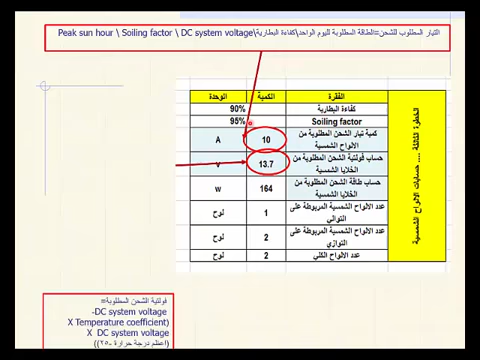 التيار المطلوب للشحن=الطاقة المطلوبة لليوم الواحد\كفاءة البطارية\Peak sun hour \ Soiling factor \ DC system voltage
الخطوة الثالثة .... حسابات الالواح الشمسية
الفقرة الكمية الوحدة
كفاءة البطارية 90%
Soiling factor 95%
كمية تيار الشحن المطلوبة من الالواح الشمسية 10 A
حساب فولتية الشحن المطلوبة من الخلايا الشمسية 13.7 V
حساب طاقة الشحن المطلوبة من الخلايا الشمسية 164 w
عدد الالواح الشمسية المربوطة على التوالي 1 لوح
عدد الالواح الشمسية المربوطة على التوازي 2 لوح
عدد الالواح الكلي 2 لوح
فولتية الشحن المطلوبة=
-DC system voltage
X Temperature coefficient)
X DC system voltage
(اعظم درجة حرارة -٢٥))